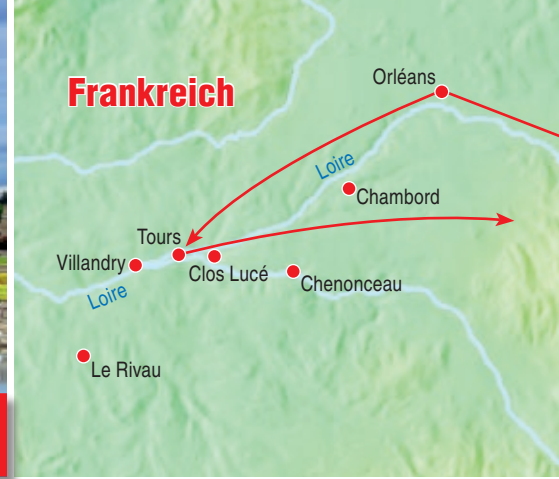 Frankreich
Orléans
Loire
Chambord
Tours
Villandry
Clos Lucé
Chenonceau
Loire
Le Rivau